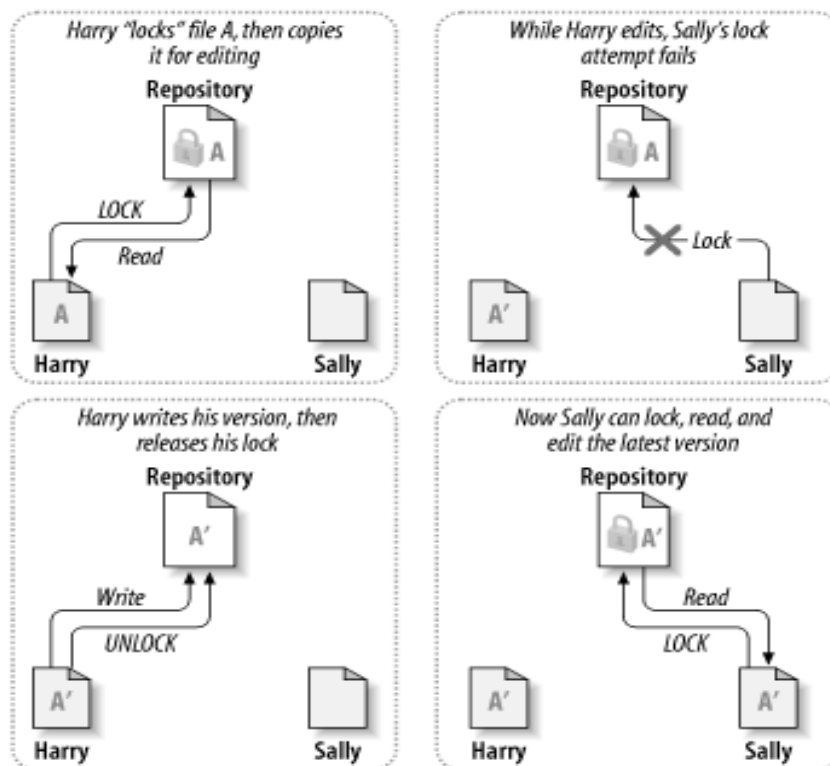 Harry “locks” file A, then copies
it for editing
Repository
A
LOCK
Read
A
Harry
Sally
While Harry edits, Sally’s lock
attempt fails
Repository
A
Lock
A′
Harry
Sally
Harry writes his version, then
releases his lock
Repository
A′
Write
UNLOCK
A′
Harry
Sally
Now Sally can lock, read, and
edit the latest version
Repository
A′
Read
LOCK
A′
A′
Harry
Sally